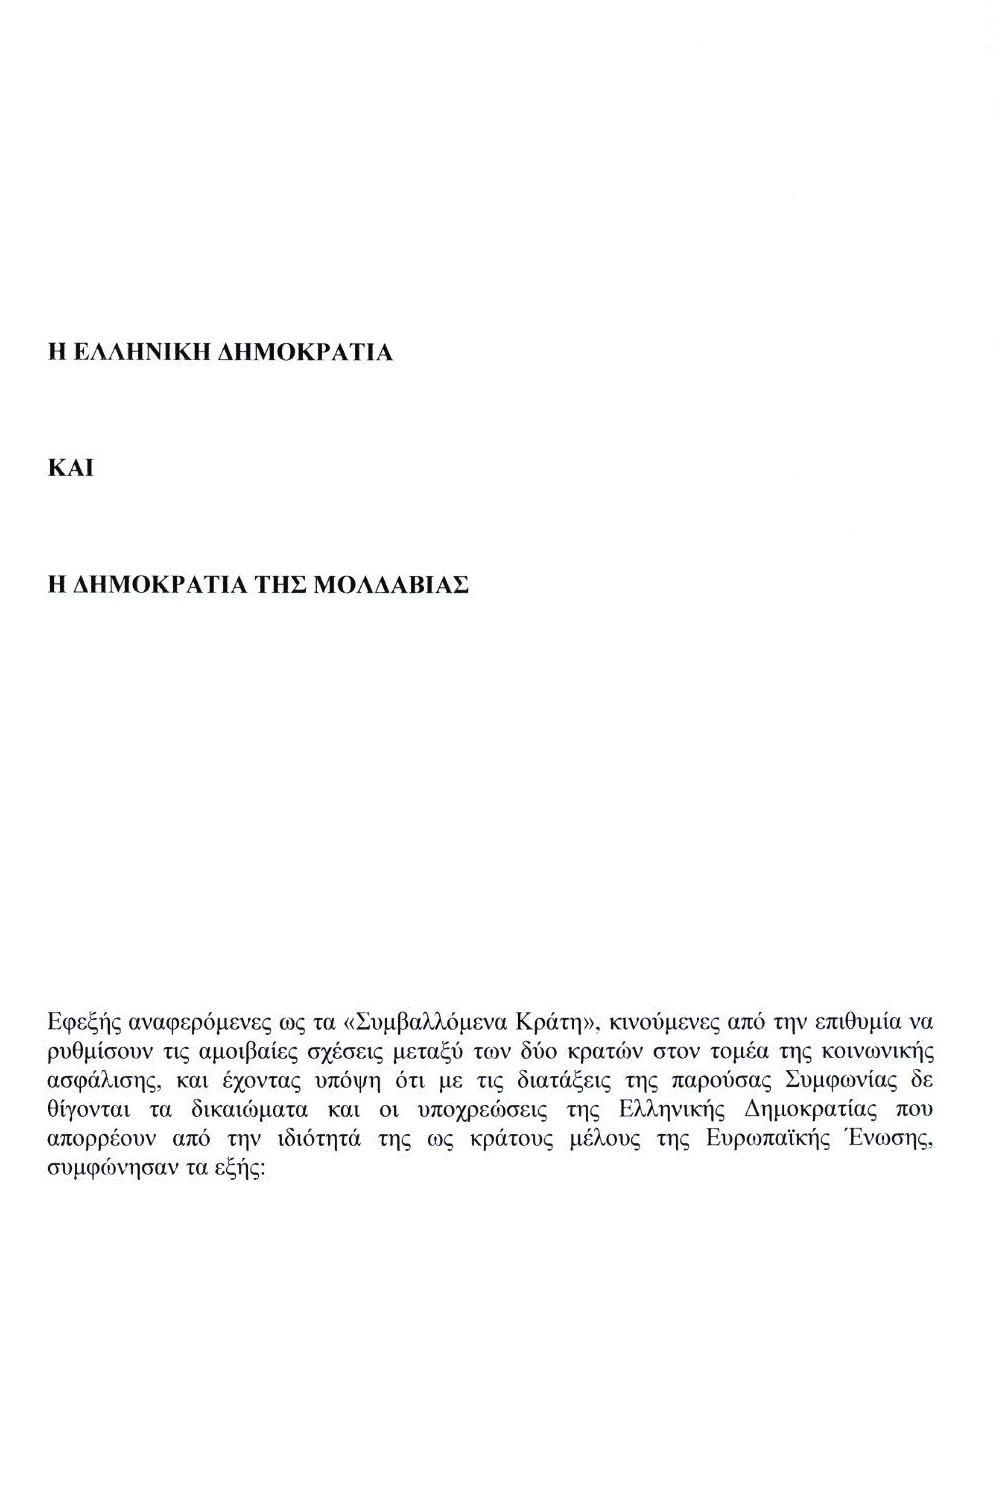 Η ΕΛΛΗΝΙΚΗ ΔΗΜΟΚΡΑΤΙΑ
ΚΑΙ
Η ΔΗΜΟΚΡΑΤΙΑ ΤΗΣ ΜΟΛΔΑΒΙΑΣ
Εφεξής αναφερόμενες ως τα «Συμβαλλόμενα Κράτη», κινούμενες από την επιθυμία να
ρυθμίσουν τις αμοιβαίες σχέσεις μεταξύ των δύο κρατών στον τομέα της κοινωνικής
ασφάλισης, και έχοντας υπόψη ότι με τις διατάξεις της παρούσας Συμφωνίας δε
θίγονται τα δικαιώματα και οι υποχρεώσεις της Ελληνικής Δημοκρατίας που
απορρέουν από την ιδιότητά της ως κράτους μέλους της Ευρωπαϊκής Ένωσης,
συμφώνησαν τα εξής: